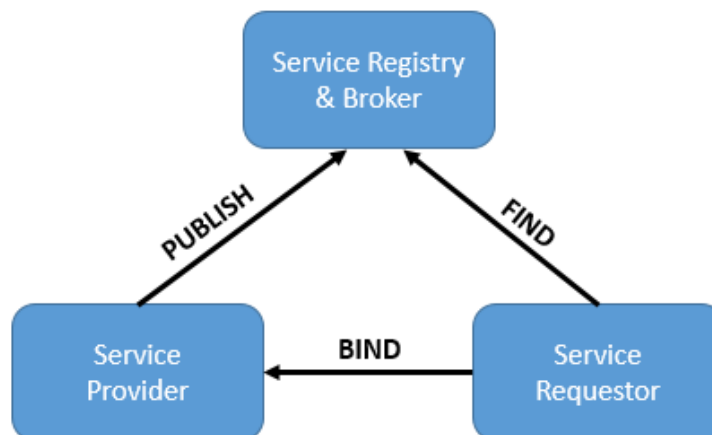 Service Registry
& Broker
PUBLISH
FIND
Service
Provider
BIND
Service
Requestor